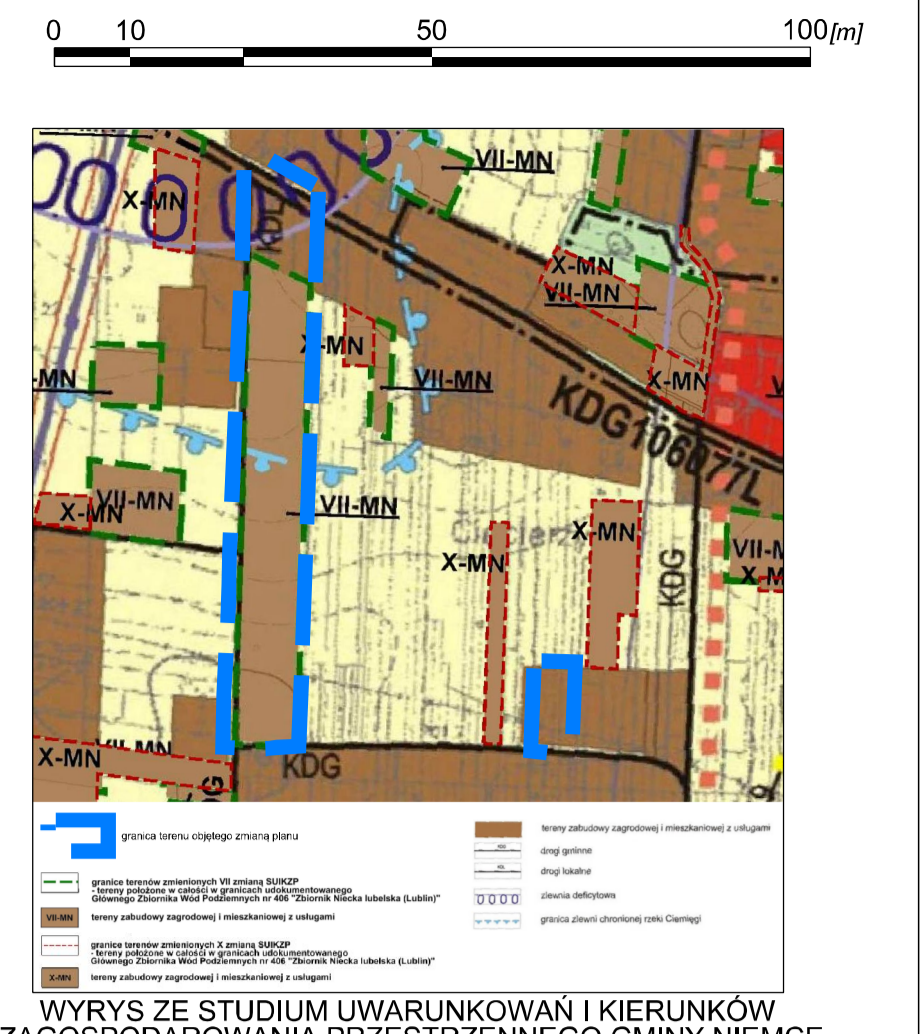 0 10 50 100[m]
VII-MN
X-MN
KDL
X-MN
VII-MN
-MN
VII-MN
X-MN
-MN
KDG106077L
VII-MN
X-MN
VII-MN
X-MN
X-MN
KDG
VII-M
X-M
VII-MN
X-MN
KDG
granica terenu objętego zmianą planu
granice terenów zmienionych VII zmianą SUIKZP
- tereny położone w całości w granicach udokumentowanego
Głównego Zbiornika Wód Podziemnych nr 406 "Zbiornik Niecka lubelska (Lublin)"
VII-MN tereny zabudowy zagrodowej i mieszkaniowej z usługami
granice terenów zmienionych X zmianą SUIKZP
- tereny położone w całości w granicach udokumentowanego
Głównego Zbiornika Wód Podziemnych nr 406 "Zbiornik Niecka lubelska (Lublin)"
X-MN tereny zabudowy zagrodowej i mieszkaniowej z usługami
tereny zabudowy zagrodowej i mieszkaniowej z usługami
drogi gminne
drogi lokalne
zlewnia deficytowa
granica zlewni chronionej rzeki Ciemięgi
WYRYS ZE STUDIUM UWARUNKOWAŃ I KIERUNKÓW
ZAGOSPODAROWANIA PRZESTRZENNEGO GMINY NIEMCE